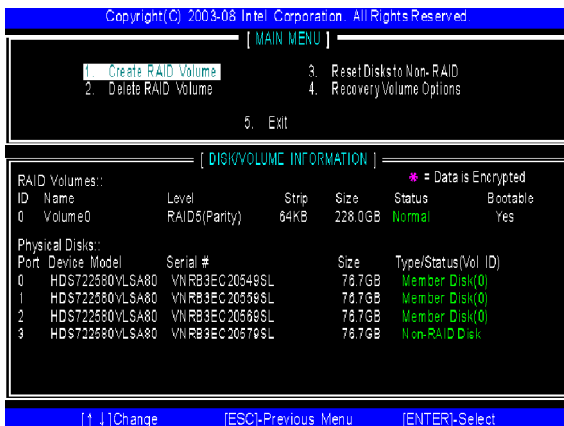 Copyright(C) 2003-08 Intel Corporation. All Rights Reserved.
[ MAIN MENU ]
1. Create RAID Volume 3. Reset Disks to Non-RAID
2. Delete RAID Volume 4. Recovery Volume Options
5. Exit
[ DISK/VOLUME INFORMATION ]
* = Data is Encrypted
RAID Volumes::
ID Name Level Strip Size Status Bootable
0 Volume0 RAID5(Parity) 64KB 228.0GB Normal Yes
Physical Disks::
Port Device Model Serial # Size Type/Status(Vol ID)
0 HDS722580VLSA80 VNRB3EC20549SL 76.7GB Member Disk(0)
1 HDS722580VLSA80 VNRB3EC20559SL 76.7GB Member Disk(0)
2 HDS722580VLSA80 VNRB3EC20569SL 76.7GB Member Disk(0)
3 HDS722580VLSA80 VNRB3EC20579SL 76.7GB Non-RAID Disk
[↑↓]Change [ESC]-Previous Menu [ENTER]-Select